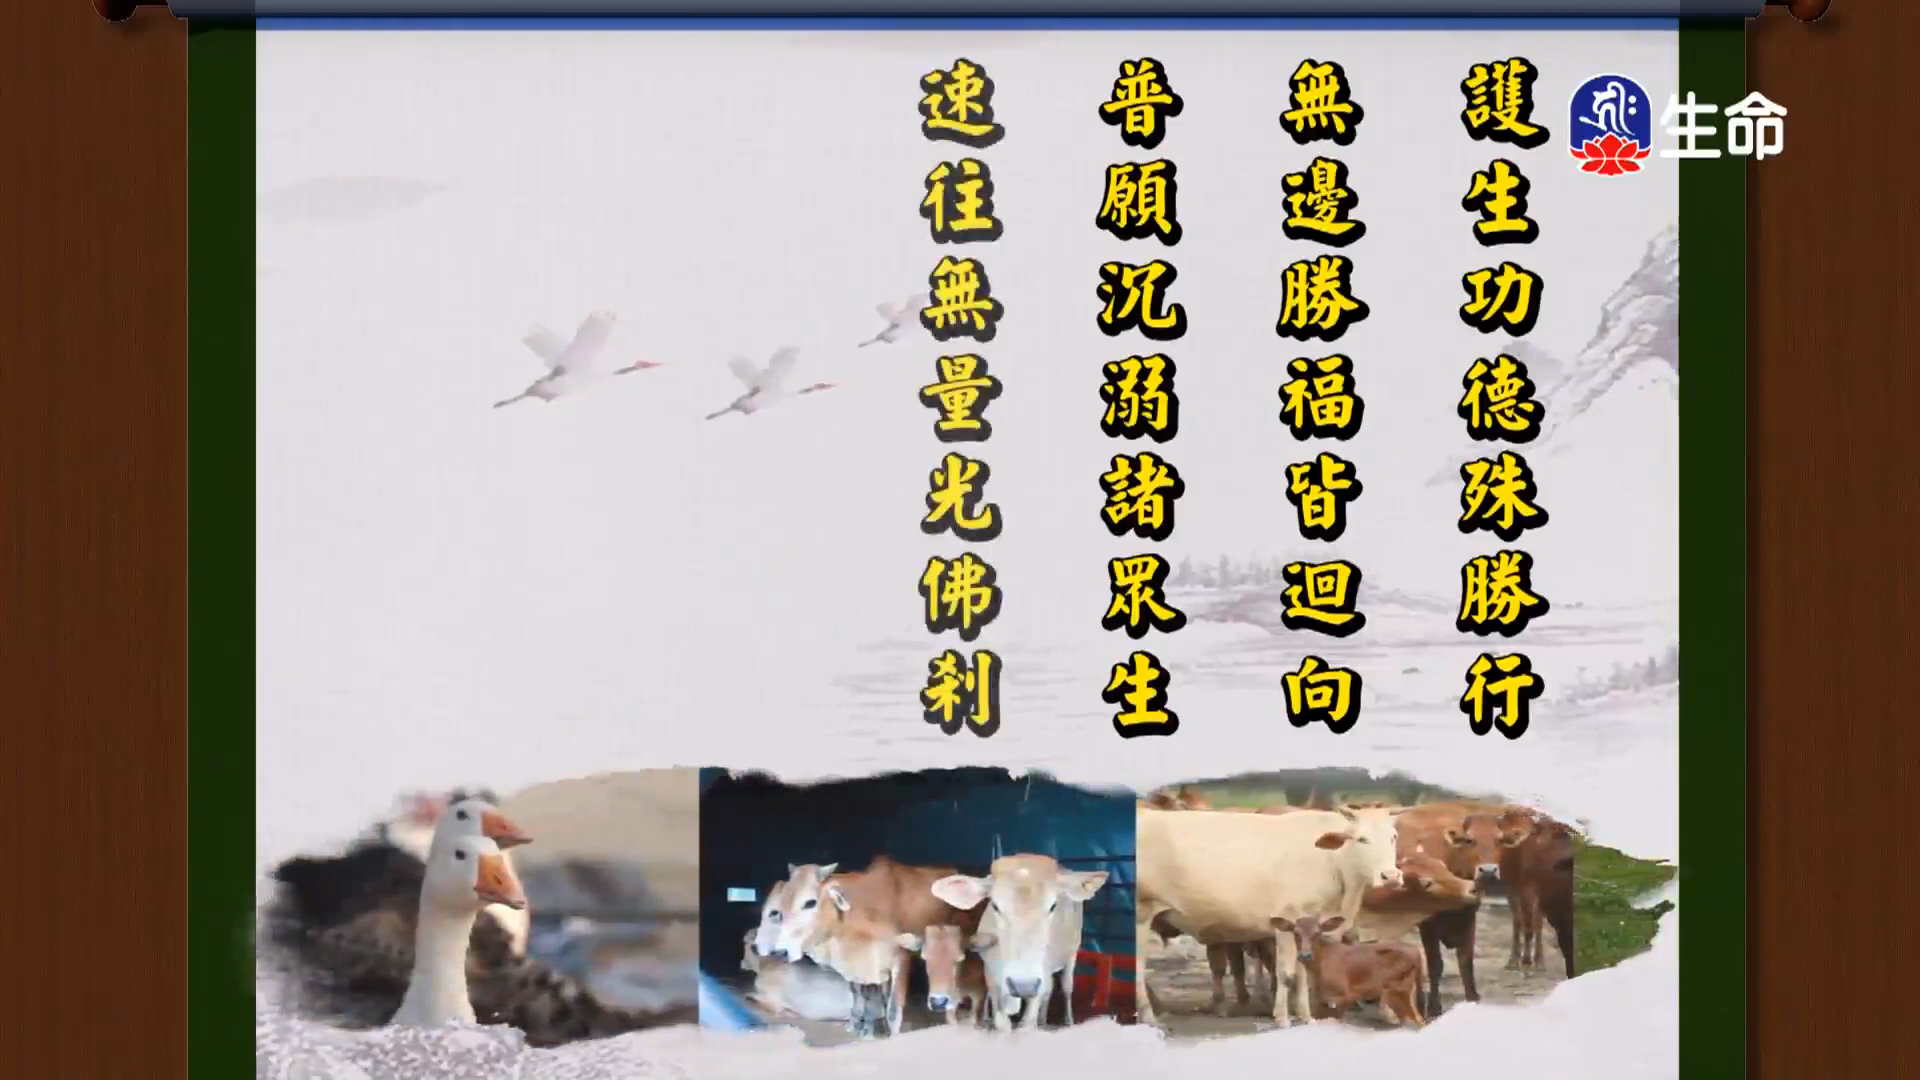 護生功德殊勝行
無邊勝福皆迴向
普願沉溺諸眾生
速往無量光佛刹
生命